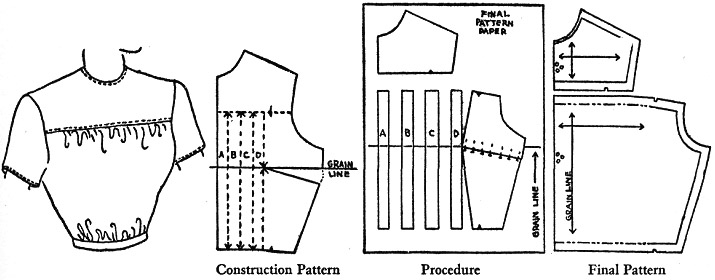 A B C D
GRAIN
LINE
Construction Pattern
FINAL
PATTERN
PAPER
A B C D
GRAIN LINE
Procedure
GRAIN LINE
Final Pattern